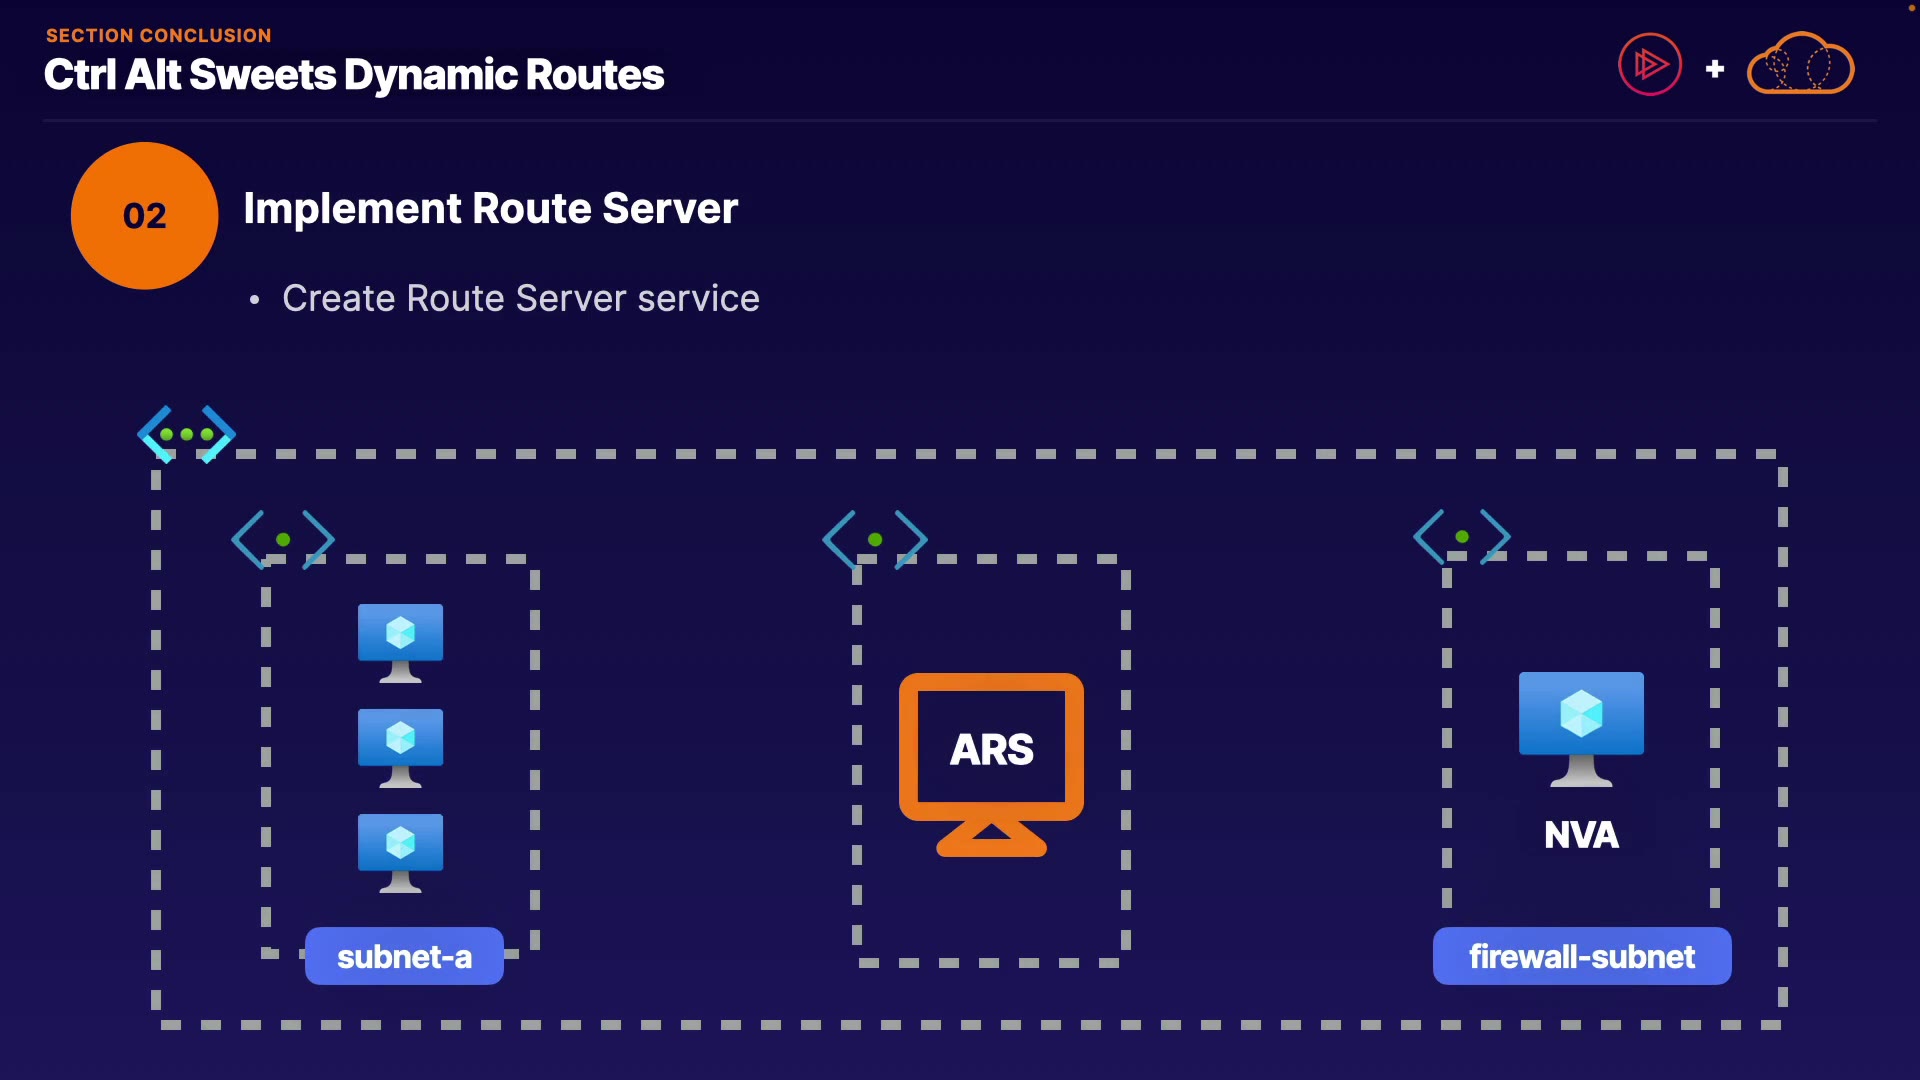 SECTION CONCLUSION
Ctrl Alt Sweets Dynamic Routes
+
02
Implement Route Server
• Create Route Server service
ARS
NVA
subnet-a
firewall-subnet